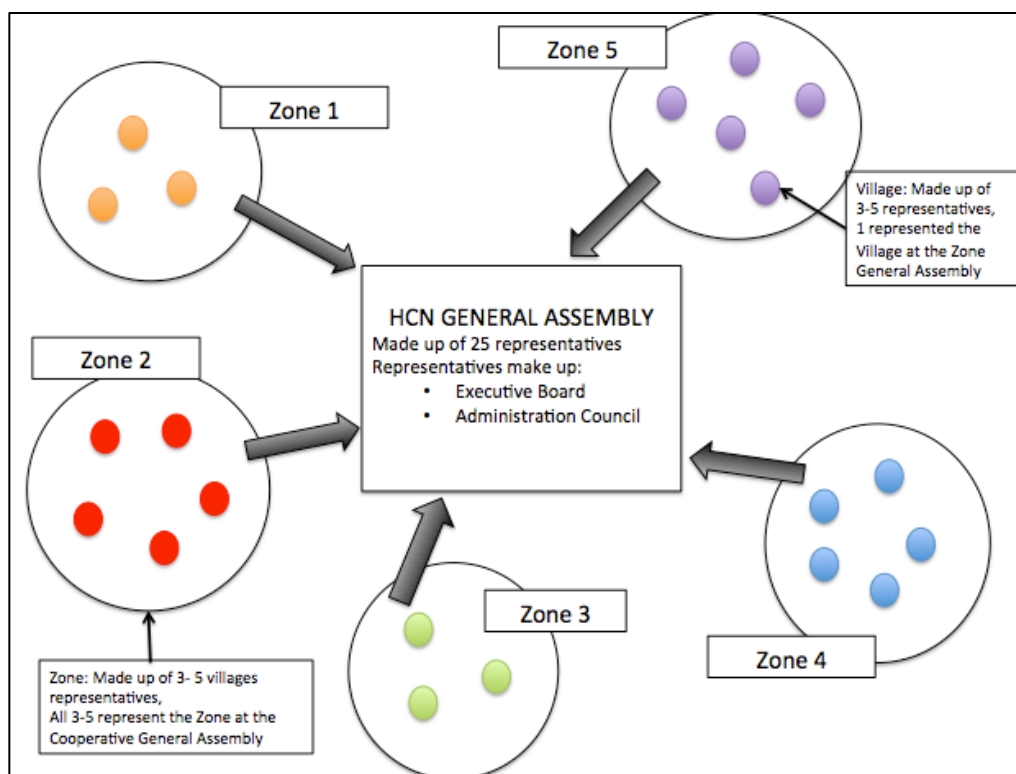 Zone 1
Zone 5
Village: Made up of
3-5 representatives,
1 represented the
Village at the Zone
General Assembly
HCN GENERAL ASSEMBLY
Made up of 25 representatives
Representatives make up:
• Executive Board
• Administration Council
Zone 2
Zone 3
Zone 4
Zone: Made up of 3- 5 villages
representatives,
All 3-5 represent the Zone at the
Cooperative General Assembly